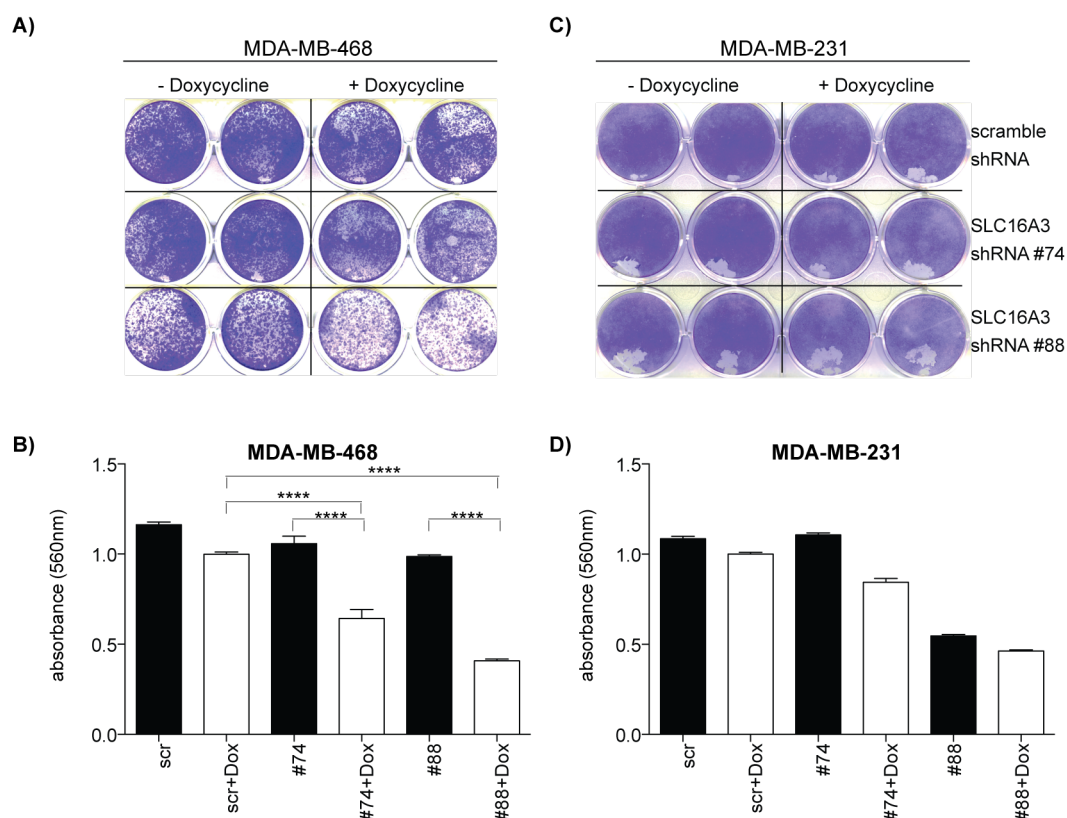 A)
MDA-MB-468
- Doxycycline
+ Doxycycline
C)
MDA-MB-231
- Doxycycline
+ Doxycycline
scramble
shRNA
SLC16A3
shRNA #74
SLC16A3
shRNA #88
B)
MDA-MB-468
absorbance (560nm)
1.5
1.0
0.5
0.0
****
****
****
****
scr
scr+Dox
#74
#74+Dox
#88
#88+Dox
D)
MDA-MB-231
absorbance (560nm)
1.5
1.0
0.5
0.0
scr
scr+Dox
#74
#74+Dox
#88
#88+Dox